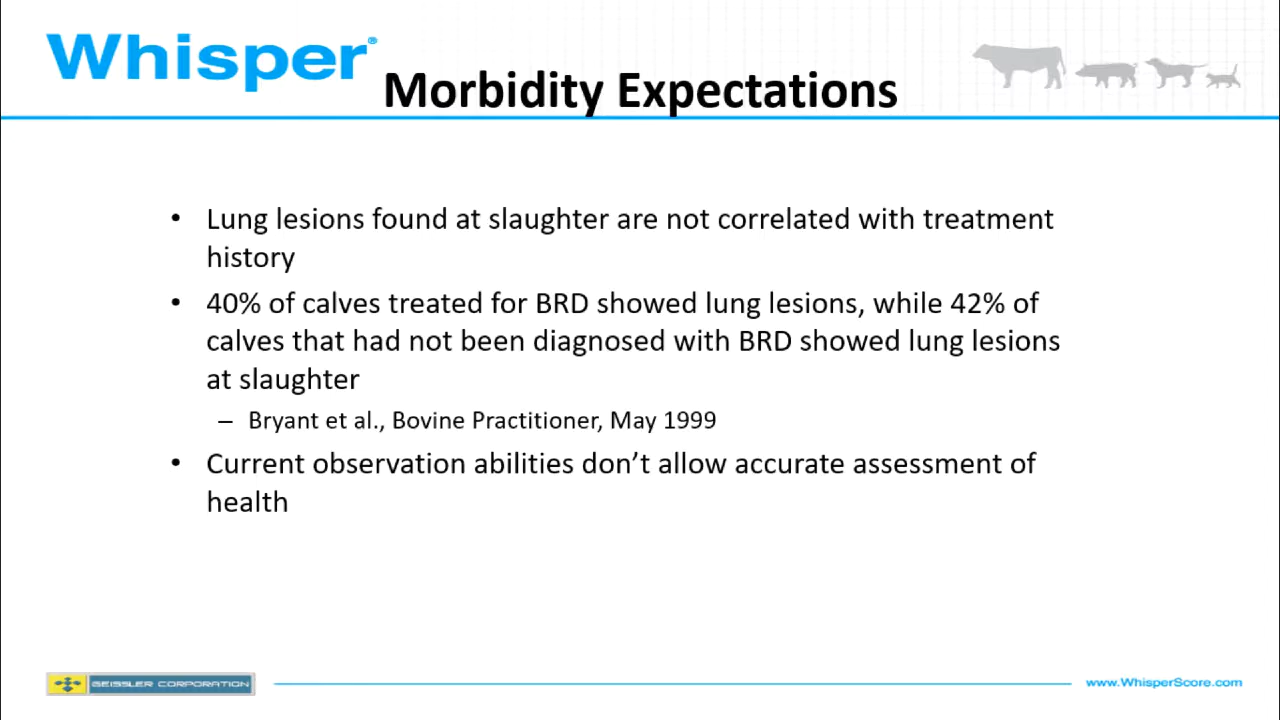 Whisper®
Morbidity Expectations
• Lung lesions found at slaughter are not correlated with treatment
history
• 40% of calves treated for BRD showed lung lesions, while 42% of
calves that had not been diagnosed with BRD showed lung lesions
at slaughter
– Bryant et al., Bovine Practitioner, May 1999
• Current observation abilities don’t allow accurate assessment of
health
GEISSLER CORPORATION
www.WhisperScore.com